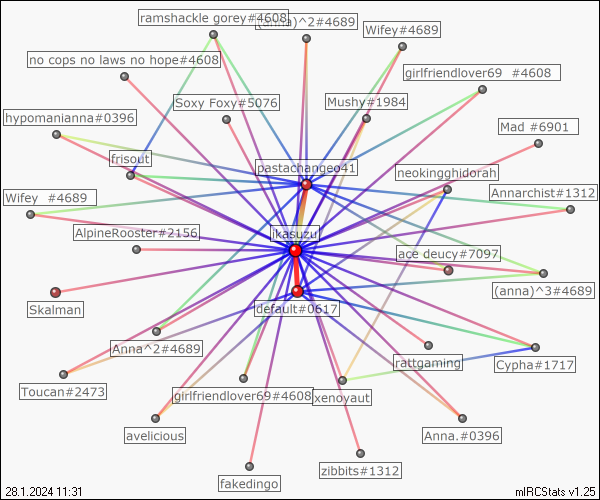 ramshackle gorey#4608
(anna)^2#4689
Wifey#4689
no cops no laws no hope#4608
girlfriendlover69 #4608
Soxy Foxy#5076
Mushy#1984
hypomanianna#0396
Mad #6901
frisout
pastachangeo41
neokingghidorah
Wifey #4689
Annarchist#1312
AlpineRooster#2156
ikasuzu
ace deucy#7097
(anna)^3#4689
Skalman
default#0617
Anna^2#4689
rattgaming
Cypha#1717
Toucan#2473
girlfriendlover69#4608
xenoyaut
avelicious
Anna.#0396
zibbits#1312
fakedingo
28.1.2024 11:31
mIRCStats v1.25